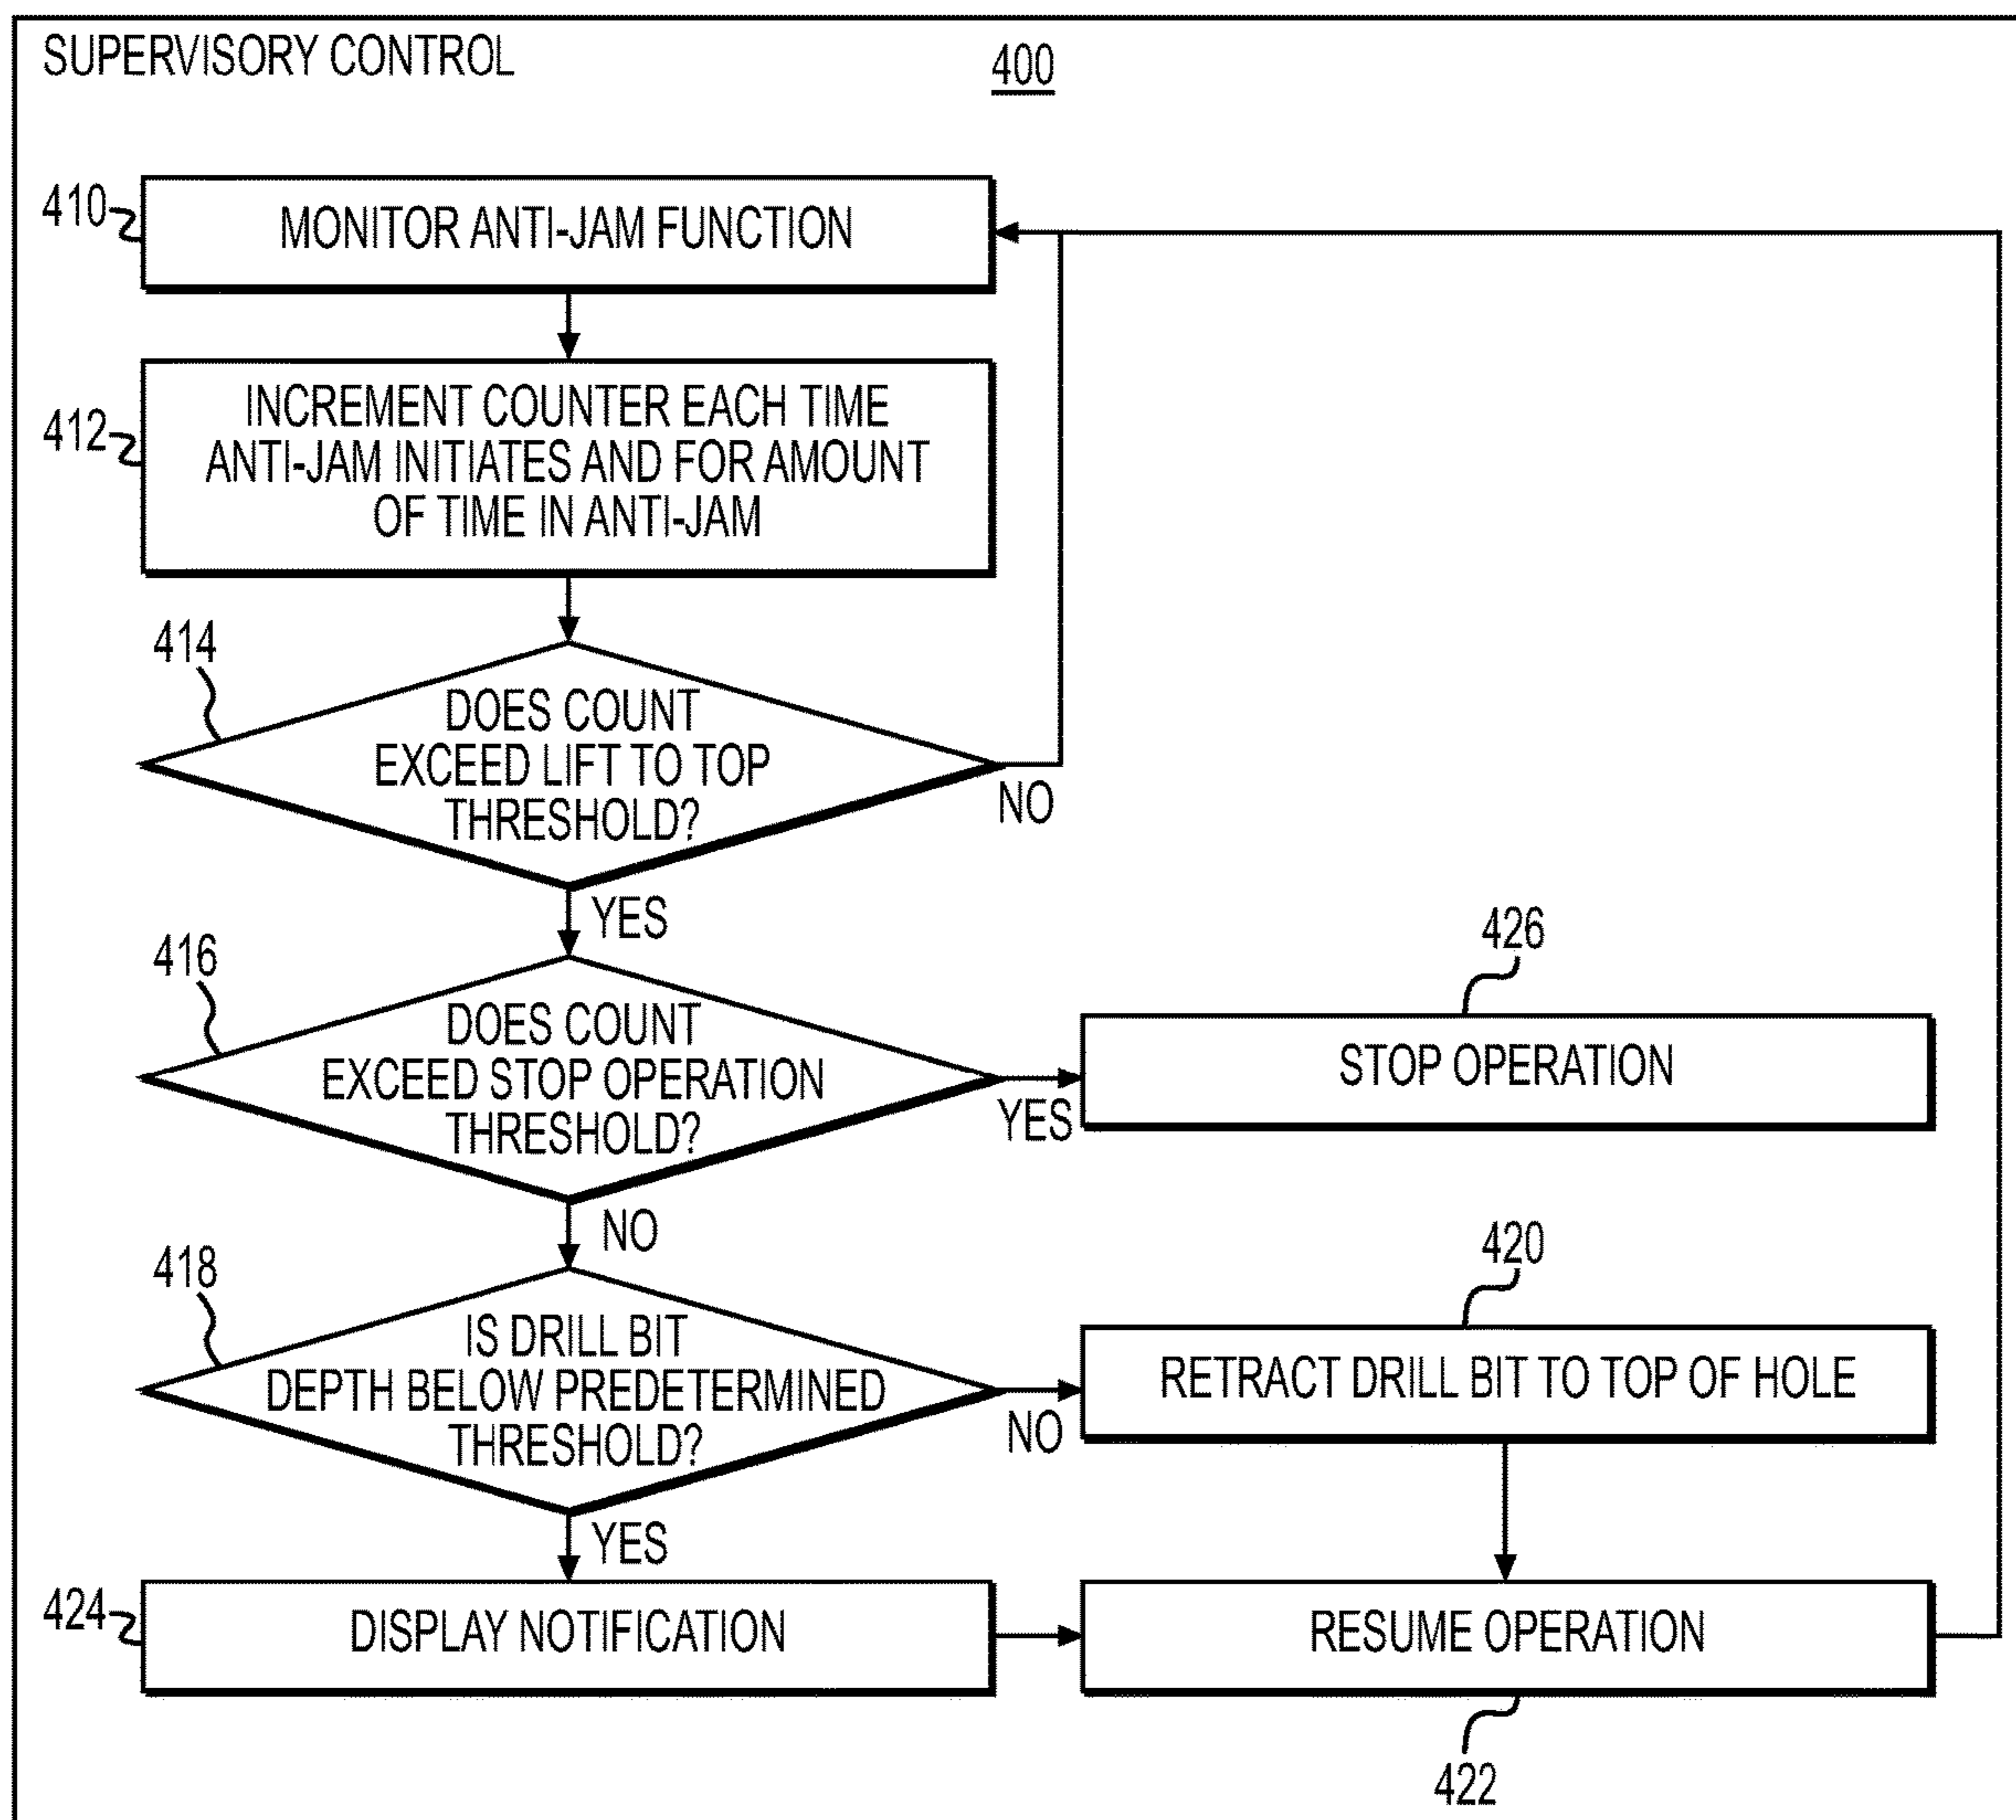 SUPERVISORY CONTROL
400
410
MONITOR ANTI-JAM FUNCTION
412
INCREMENT COUNTER EACH TIME
ANTI-JAM INITIATES AND FOR AMOUNT
OF TIME IN ANTI-JAM
414
DOES COUNT
EXCEED LIFT TO TOP
THRESHOLD?
NO
YES
416
DOES COUNT
EXCEED STOP OPERATION
THRESHOLD?
YES
426
STOP OPERATION
NO
418
IS DRILL BIT
DEPTH BELOW PREDETERMINED
THRESHOLD?
NO
420
RETRACT DRILL BIT TO TOP OF HOLE
YES
424
DISPLAY NOTIFICATION
RESUME OPERATION
422